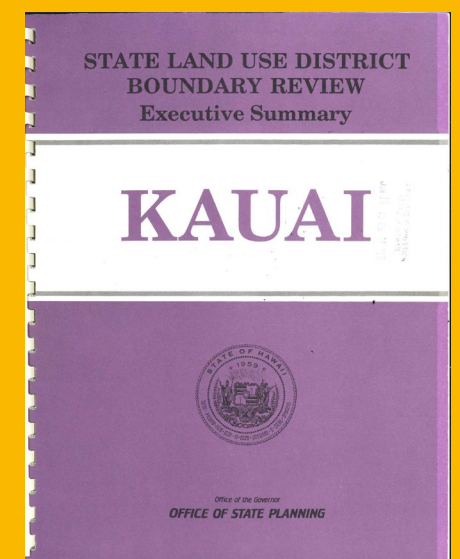 STATE LAND USE DISTRICT
BOUNDARY REVIEW
Executive Summary
KAUAI
STATE OF HAWAII
1959
Office of the Governor
OFFICE OF STATE PLANNING